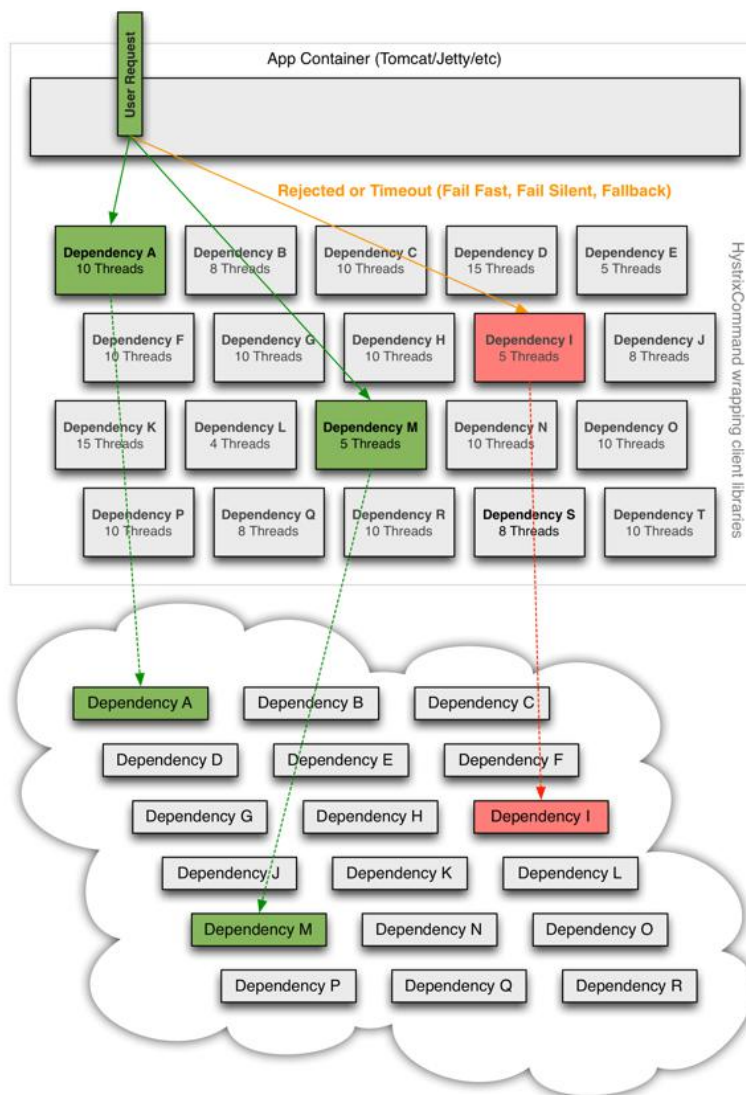 User Request
App Container (Tomcat/Jetty/etc)
Rejected or Timeout (Fail Fast, Fail Silent, Fallback)
Dependency A
10 Threads
Dependency B
8 Threads
Dependency C
10 Threads
Dependency D
15 Threads
Dependency E
5 Threads
Dependency F
10 Threads
Dependency G
10 Threads
Dependency H
10 Threads
Dependency I
5 Threads
Dependency J
8 Threads
Dependency K
15 Threads
Dependency L
4 Threads
Dependency M
5 Threads
Dependency N
10 Threads
Dependency O
10 Threads
Dependency P
10 Threads
Dependency Q
8 Threads
Dependency R
10 Threads
Dependency S
8 Threads
Dependency T
10 Threads
HystrixCommand wrapping client libraries
Dependency A
Dependency B
Dependency C
Dependency D
Dependency E
Dependency F
Dependency G
Dependency H
Dependency I
Dependency J
Dependency K
Dependency L
Dependency M
Dependency N
Dependency O
Dependency P
Dependency Q
Dependency R